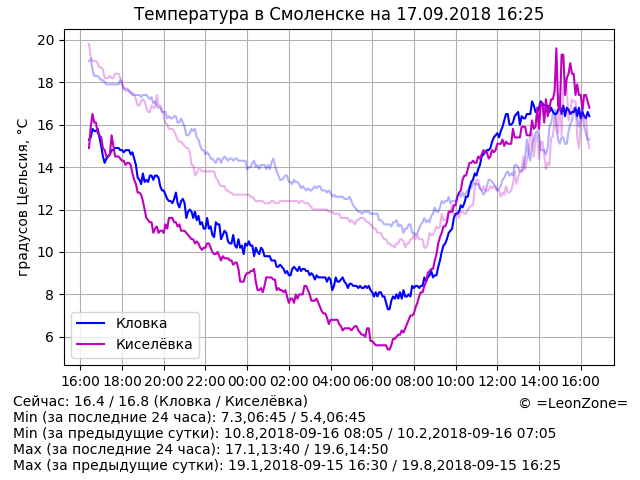 Температура в Смоленске на 17.09.2018 16:25
градусов Цельсия, °C
20
18
16
14
12
10
8
6
Кловка
Киселёвка
16:00 18:00 20:00 22:00 00:00 02:00 04:00 06:00 08:00 10:00 12:00 14:00 16:00
Сейчас: 16.4 / 16.8 (Кловка / Киселёвка)
© =LeonZone=
Min (за последние 24 часа): 7.3,06:45 / 5.4,06:45
Min (за предыдущие сутки): 10.8,2018-09-16 08:05 / 10.2,2018-09-16 07:05
Max (за последние 24 часа): 17.1,13:40 / 19.6,14:50
Max (за предыдущие сутки): 19.1,2018-09-15 16:30 / 19.8,2018-09-15 16:25